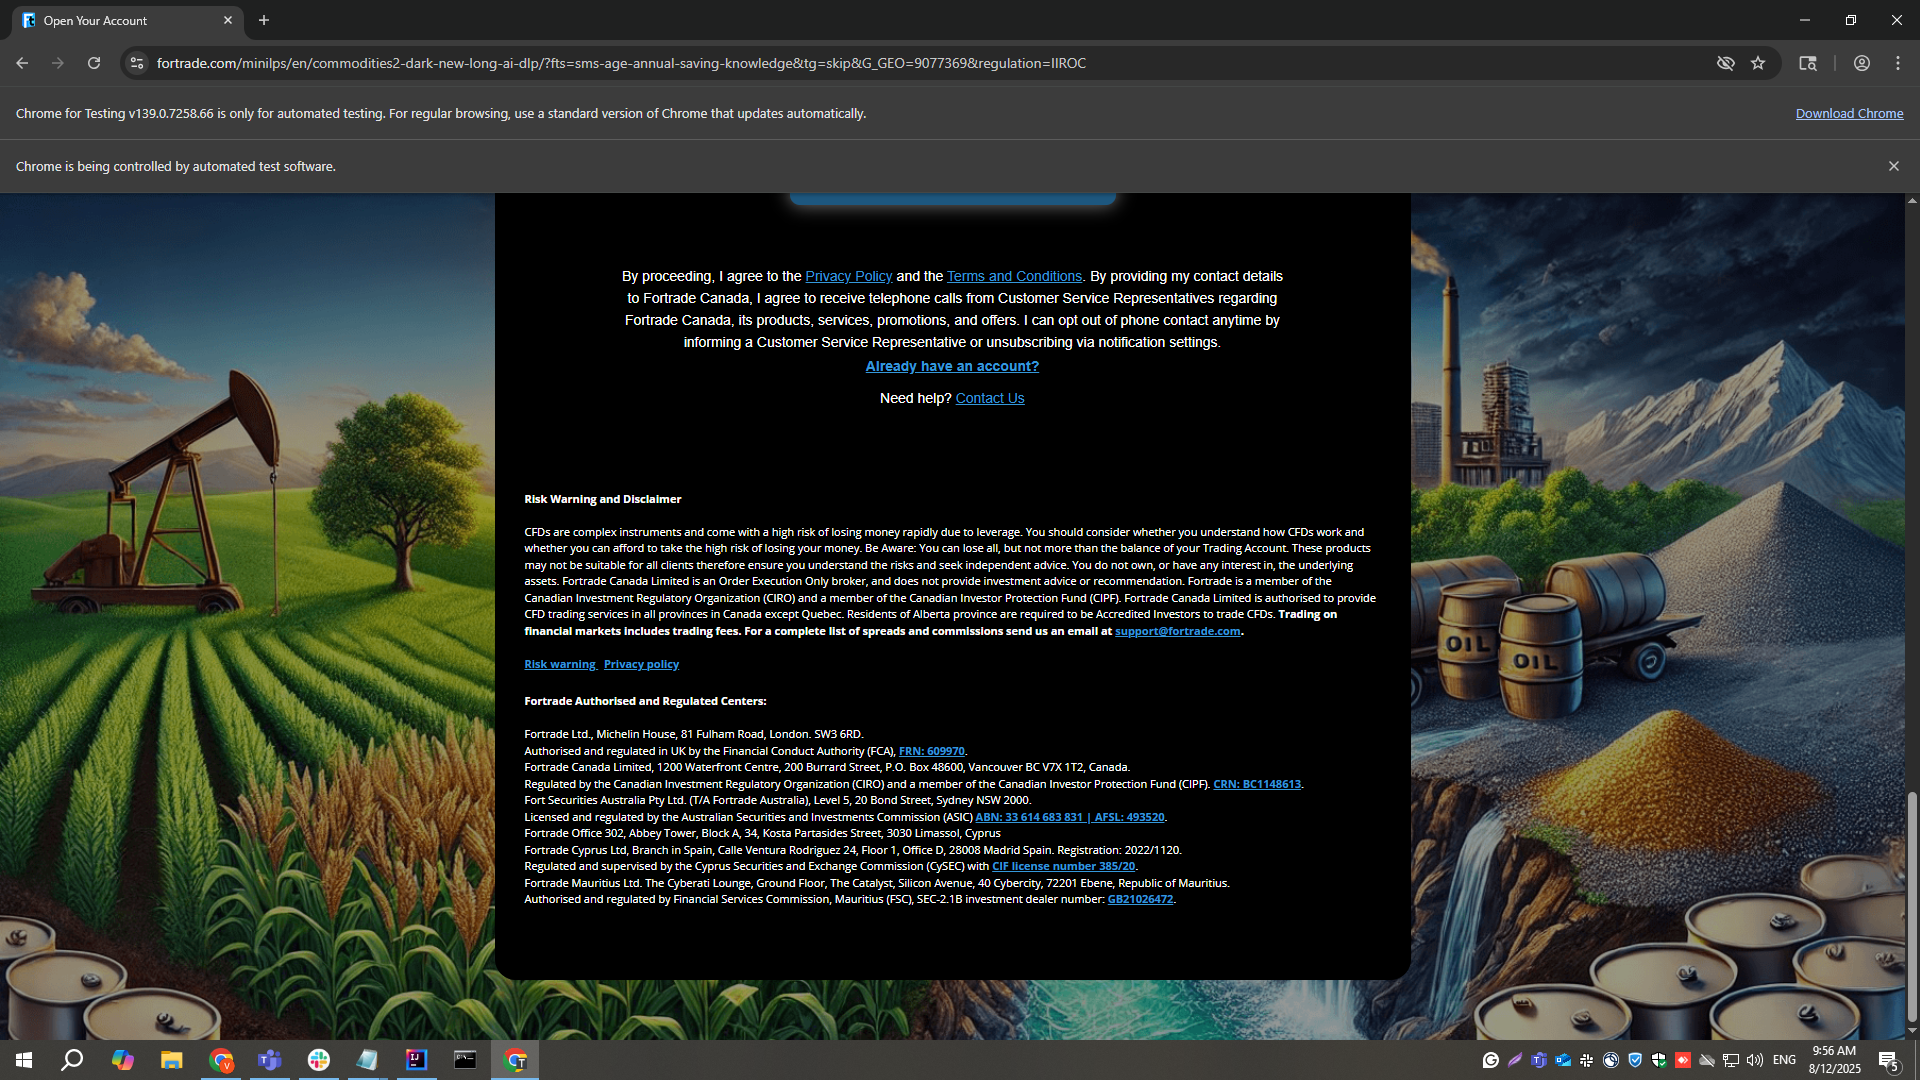 Open Your Account
fortrade.com/minilps/en/commodities2-dark-new-long-ai-dlp/?fts=sms-age-annual-saving-knowledge&tg=skip&G_GEO=9077369&regulation=IIROC
Chrome for Testing v139.0.7258.66 is only for automated testing. For regular browsing, use a standard version of Chrome that updates automatically.
Download Chrome
Chrome is being controlled by automated test software.
By proceeding, I agree to the Privacy Policy and the Terms and Conditions. By providing my contact details
to Fortrade Canada, I agree to receive telephone calls from Customer Service Representatives regarding
Fortrade Canada, its products, services, promotions, and offers. I can opt out of phone contact anytime by
informing a Customer Service Representative or unsubscribing via notification settings.
Already have an account?
Need help? Contact Us
Risk Warning and Disclaimer
CFDs are complex instruments and come with a high risk of losing money rapidly due to leverage. You should consider whether you understand how CFDs work and
whether you can afford to take the high risk of losing your money. Be Aware: You can lose all, but not more than the balance of your Trading Account. These products
may not be suitable for all clients therefore ensure you understand the risks and seek independent advice. You do not own, or have any interest in, the underlying
assets. Fortrade Canada Limited is an Order Execution Only broker, and does not provide investment advice or recommendation. Fortrade is a member of the
Canadian Investment Regulatory Organization (CIRO) and a member of the Canadian Investor Protection Fund (CIPF). Fortrade Canada Limited is authorised to provide
CFD trading services in all provinces in Canada except Quebec. Residents of Alberta province are required to be Accredited Investors to trade CFDs. Trading on
financial markets includes trading fees. For a complete list of spreads and commissions send us an email at support@fortrade.com.
Risk warning Privacy policy
Fortrade Authorised and Regulated Centers:
Fortrade Ltd., Michelin House, 81 Fulham Road, London. SW3 6RD.
Authorised and regulated in UK by the Financial Conduct Authority (FCA), FRN: 609970.
Fortrade Canada Limited, 1200 Waterfront Centre, 200 Burrard Street, P.O. Box 48600, Vancouver BC V7X 1T2, Canada.
Regulated by the Canadian Investment Regulatory Organization (CIRO) and a member of the Canadian Investor Protection Fund (CIPF). CRN: BC1148613.
Fort Securities Australia Pty Ltd. (T/A Fortrade Australia), Level 5, 20 Bond Street, Sydney NSW 2000.
Licensed and regulated by the Australian Securities and Investments Commission (ASIC) ABN: 33 614 683 831 | AFSL: 493520.
Fortrade Office 302, Abbey Tower, Block A, 34, Kosta Partasides Street, 3030 Limassol, Cyprus
Fortrade Cyprus Ltd, Branch in Spain, Calle Ventura Rodriguez 24, Floor 1, Office D, 28008 Madrid Spain. Registration: 2022/1120.
Regulated and supervised by the Cyprus Securities and Exchange Commission (CySEC) with CIF license number 385/20.
Fortrade Mauritius Ltd. The Cyberati Lounge, Ground Floor, The Catalyst, Silicon Avenue, 40 Cybercity, 72201 Ebene, Republic of Mauritius.
Authorised and regulated by Financial Services Commission, Mauritius (FSC), SEC-2.1B investment dealer number: GB21026472.
OIL
OIL
ENG
9:56 AM
8/12/2025
5